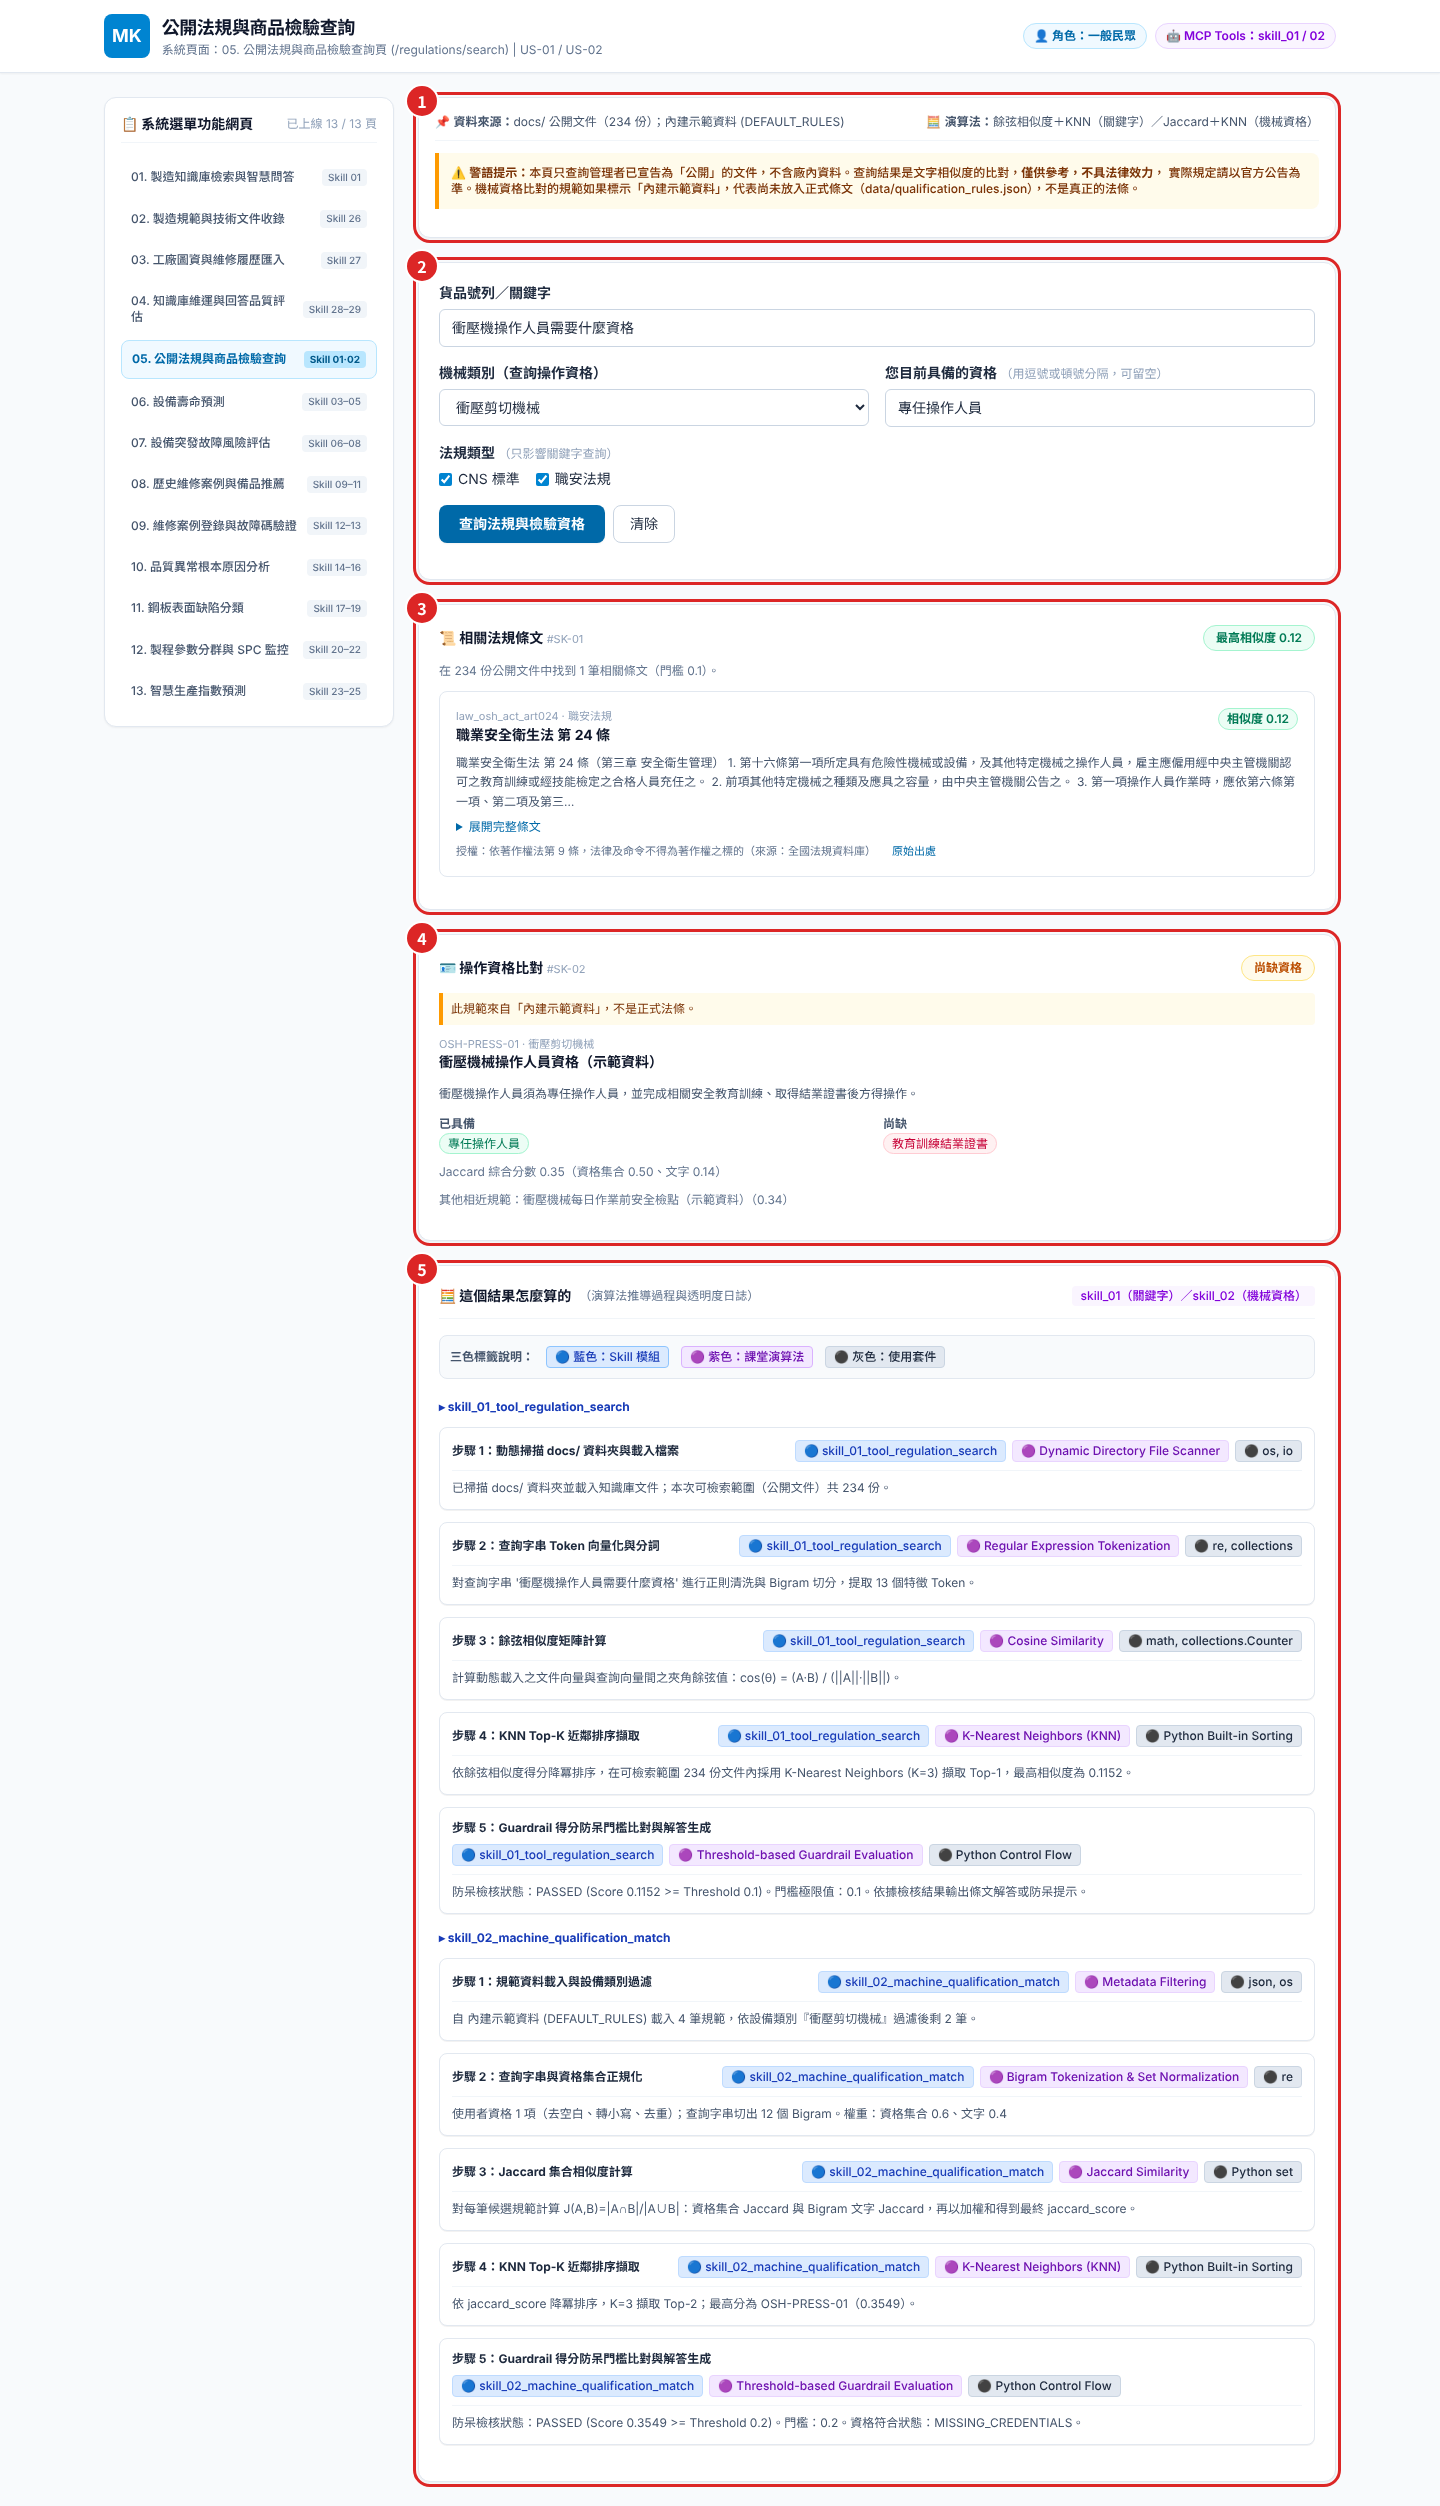 MK
公開法規與商品檢驗查詢
系統頁面：05. 公開法規與商品檢驗查詢頁 (/regulations/search) | US-01 / US-02
👤 角色：一般民眾
🤖 MCP Tools：skill_01 / 02
📋 系統選單功能網頁
已上線 13 / 13 頁
01. 製造知識庫檢索與智慧問答
Skill 01
02. 製造規範與技術文件收錄
Skill 26
03. 工廠圖資與維修履歷匯入
Skill 27
04. 知識庫維運與回答品質評
估
Skill 28–29
05. 公開法規與商品檢驗查詢
Skill 01·02
06. 設備壽命預測
Skill 03–05
07. 設備突發故障風險評估
Skill 06–08
08. 歷史維修案例與備品推薦
Skill 09–11
09. 維修案例登錄與故障碼驗證
Skill 12–13
10. 品質異常根本原因分析
Skill 14–16
11. 鋼板表面缺陷分類
Skill 17–19
12. 製程參數分群與 SPC 監控
Skill 20–22
13. 智慧生產指數預測
Skill 23–25
1
📌 資料來源：docs/ 公開文件（234 份）；內建示範資料 (DEFAULT_RULES)
🧮 演算法：餘弦相似度＋KNN（關鍵字）／Jaccard＋KNN（機械資格）
⚠️ 警語提示：本頁只查詢管理者已宣告為「公開」的文件，不含廠內資料。查詢結果是文字相似度的比對，僅供參考，不具法律效力， 實際規定請以官方公告為
準。機械資格比對的規範如果標示「內建示範資料」，代表尚未放入正式條文（data/qualification_rules.json），不是真正的法條。
2
貨品號列／關鍵字
衝壓機操作人員需要什麼資格
機械類別（查詢操作資格）
您目前具備的資格 （用逗號或頓號分隔，可留空）
衝壓剪切機械
專任操作人員
法規類型 （只影響關鍵字查詢）
CNS 標準
職安法規
查詢法規與檢驗資格
清除
3
📜 相關法規條文 #SK-01
最高相似度 0.12
在 234 份公開文件中找到 1 筆相關條文（門檻 0.1）。
law_osh_act_art024 · 職安法規
相似度 0.12
職業安全衛生法 第 24 條
職業安全衛生法 第 24 條（第三章 安全衛生管理） 1. 第十六條第一項所定具有危險性機械或設備，及其他特定機械之操作人員，雇主應僱用經中央主管機關認
可之教育訓練或經技能檢定之合格人員充任之。 2. 前項其他特定機械之種類及應具之容量，由中央主管機關公告之。 3. 第一項操作人員作業時，應依第六條第
一項、第二項及第三…
▶ 展開完整條文
授權：依著作權法第 9 條，法律及命令不得為著作權之標的（來源：全國法規資料庫）
原始出處
4
🪪 操作資格比對 #SK-02
尚缺資格
此規範來自「內建示範資料」，不是正式法條。
OSH-PRESS-01 · 衝壓剪切機械
衝壓機械操作人員資格（示範資料）
衝壓機操作人員須為專任操作人員，並完成相關安全教育訓練、取得結業證書後方得操作。
已具備
尚缺
專任操作人員
教育訓練結業證書
Jaccard 綜合分數 0.35（資格集合 0.50、文字 0.14）
其他相近規範：衝壓機械每日作業前安全檢點（示範資料）（0.34）
5
🧮 這個結果怎麼算的 （演算法推導過程與透明度日誌）
skill_01（關鍵字）／skill_02（機械資格）
三色標籤說明：
🔵 藍色：Skill 模組
🟣 紫色：課堂演算法
⚫ 灰色：使用套件
▸ skill_01_tool_regulation_search
步驟 1：動態掃描 docs/ 資料夾與載入檔案
🔵 skill_01_tool_regulation_search
🟣 Dynamic Directory File Scanner
⚫ os, io
已掃描 docs/ 資料夾並載入知識庫文件；本次可檢索範圍（公開文件）共 234 份。
步驟 2：查詢字串 Token 向量化與分詞
🔵 skill_01_tool_regulation_search
🟣 Regular Expression Tokenization
⚫ re, collections
對查詢字串 '衝壓機操作人員需要什麼資格' 進行正則清洗與 Bigram 切分，提取 13 個特徵 Token。
步驟 3：餘弦相似度矩陣計算
🔵 skill_01_tool_regulation_search
🟣 Cosine Similarity
⚫ math, collections.Counter
計算動態載入之文件向量與查詢向量間之夾角餘弦值：cos(θ) = (A·B) / (||A||·||B||)。
步驟 4：KNN Top-K 近鄰排序擷取
🔵 skill_01_tool_regulation_search
🟣 K-Nearest Neighbors (KNN)
⚫ Python Built-in Sorting
依餘弦相似度得分降冪排序，在可檢索範圍 234 份文件內採用 K-Nearest Neighbors (K=3) 擷取 Top-1，最高相似度為 0.1152。
步驟 5：Guardrail 得分防呆門檻比對與解答生成
🔵 skill_01_tool_regulation_search
🟣 Threshold-based Guardrail Evaluation
⚫ Python Control Flow
防呆檢核狀態：PASSED (Score 0.1152 >= Threshold 0.1)。門檻極限值：0.1。依據檢核結果輸出條文解答或防呆提示。
▸ skill_02_machine_qualification_match
步驟 1：規範資料載入與設備類別過濾
🔵 skill_02_machine_qualification_match
🟣 Metadata Filtering
⚫ json, os
自 內建示範資料 (DEFAULT_RULES) 載入 4 筆規範，依設備類別『衝壓剪切機械』過濾後剩 2 筆。
步驟 2：查詢字串與資格集合正規化
🔵 skill_02_machine_qualification_match
🟣 Bigram Tokenization & Set Normalization
⚫ re
使用者資格 1 項（去空白、轉小寫、去重）；查詢字串切出 12 個 Bigram。權重：資格集合 0.6、文字 0.4
步驟 3：Jaccard 集合相似度計算
🔵 skill_02_machine_qualification_match
🟣 Jaccard Similarity
⚫ Python set
對每筆候選規範計算 J(A,B)=|A∩B|/|A∪B|：資格集合 Jaccard 與 Bigram 文字 Jaccard，再以加權和得到最終 jaccard_score。
步驟 4：KNN Top-K 近鄰排序擷取
🔵 skill_02_machine_qualification_match
🟣 K-Nearest Neighbors (KNN)
⚫ Python Built-in Sorting
依 jaccard_score 降冪排序，K=3 擷取 Top-2；最高分為 OSH-PRESS-01（0.3549）。
步驟 5：Guardrail 得分防呆門檻比對與解答生成
🔵 skill_02_machine_qualification_match
🟣 Threshold-based Guardrail Evaluation
⚫ Python Control Flow
防呆檢核狀態：PASSED (Score 0.3549 >= Threshold 0.2)。門檻：0.2。資格符合狀態：MISSING_CREDENTIALS。